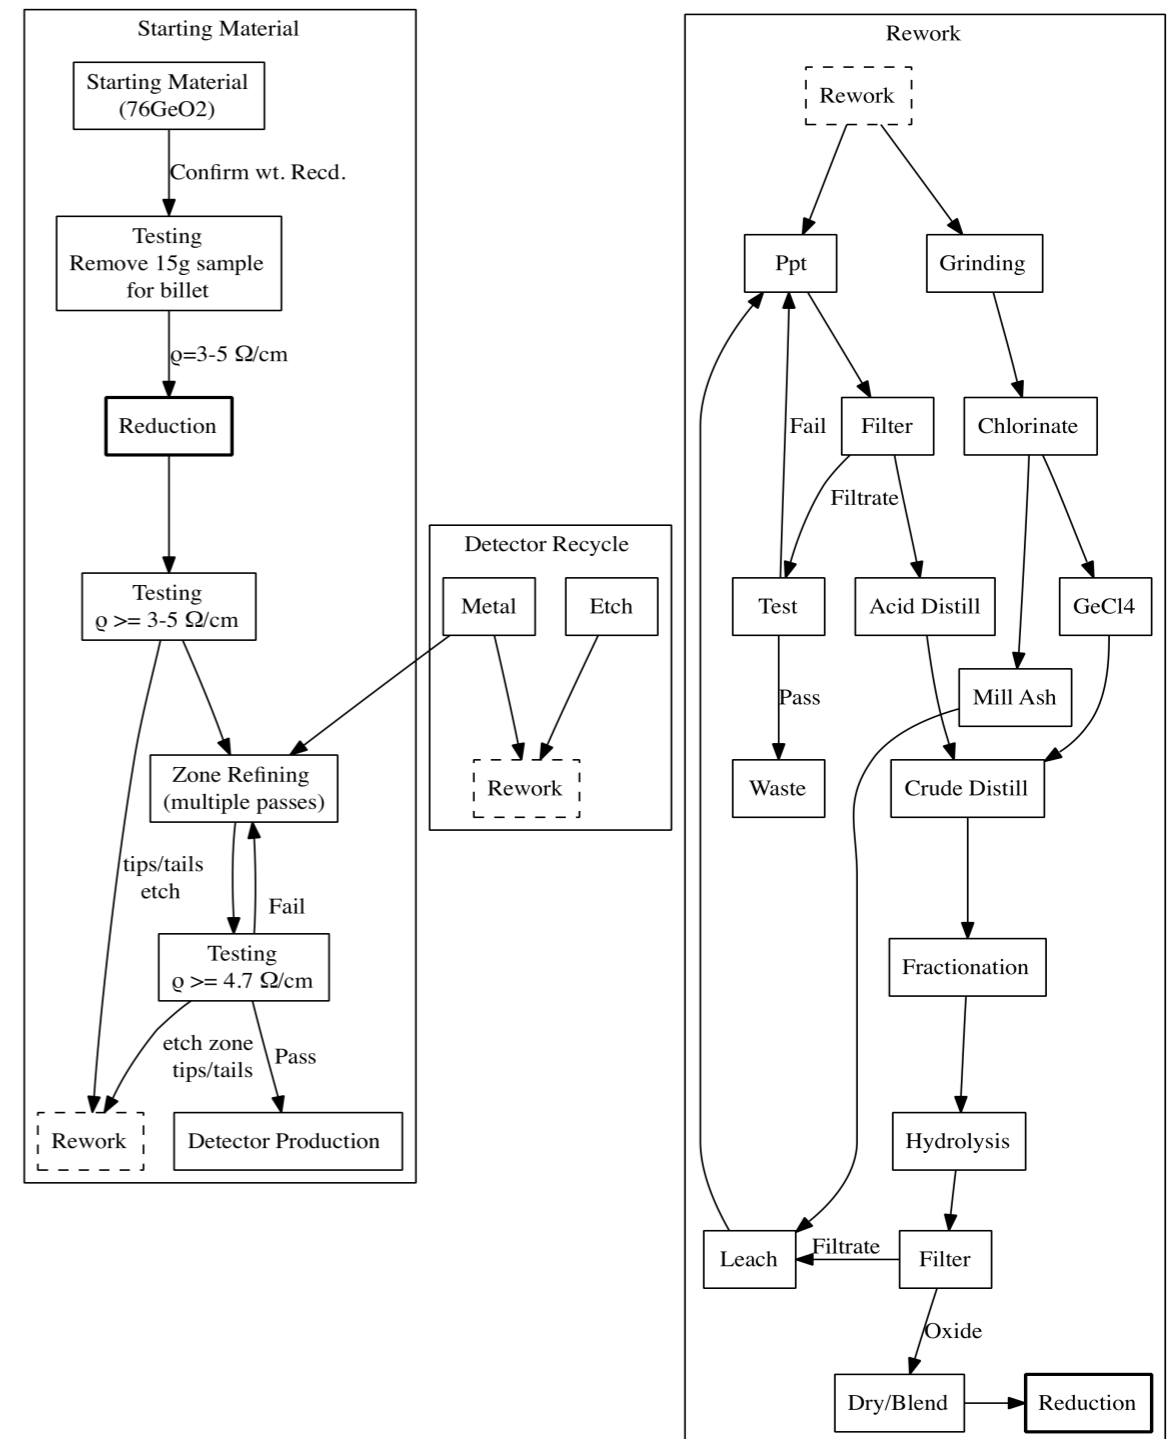 Starting Material
Starting Material
(76GeO2)
Confirm wt. Recd.
Testing
Remove 15g sample
for billet
ϱ=3-5 Ω/cm
Reduction
Testing
ϱ >= 3-5 Ω/cm
Zone Refining
(multiple passes)
tips/tails
etch
Fail
Testing
ϱ >= 4.7 Ω/cm
etch zone
tips/tails
Pass
Rework
Detector Production
Detector Recycle
Metal
Etch
Rework
Rework
Rework
Ppt
Grinding
Fail
Filter
Chlorinate
Filtrate
Test
Acid Distill
GeCl4
Pass
Mill Ash
Waste
Crude Distill
Fractionation
Hydrolysis
Leach
Filtrate
Filter
Oxide
Dry/Blend
Reduction